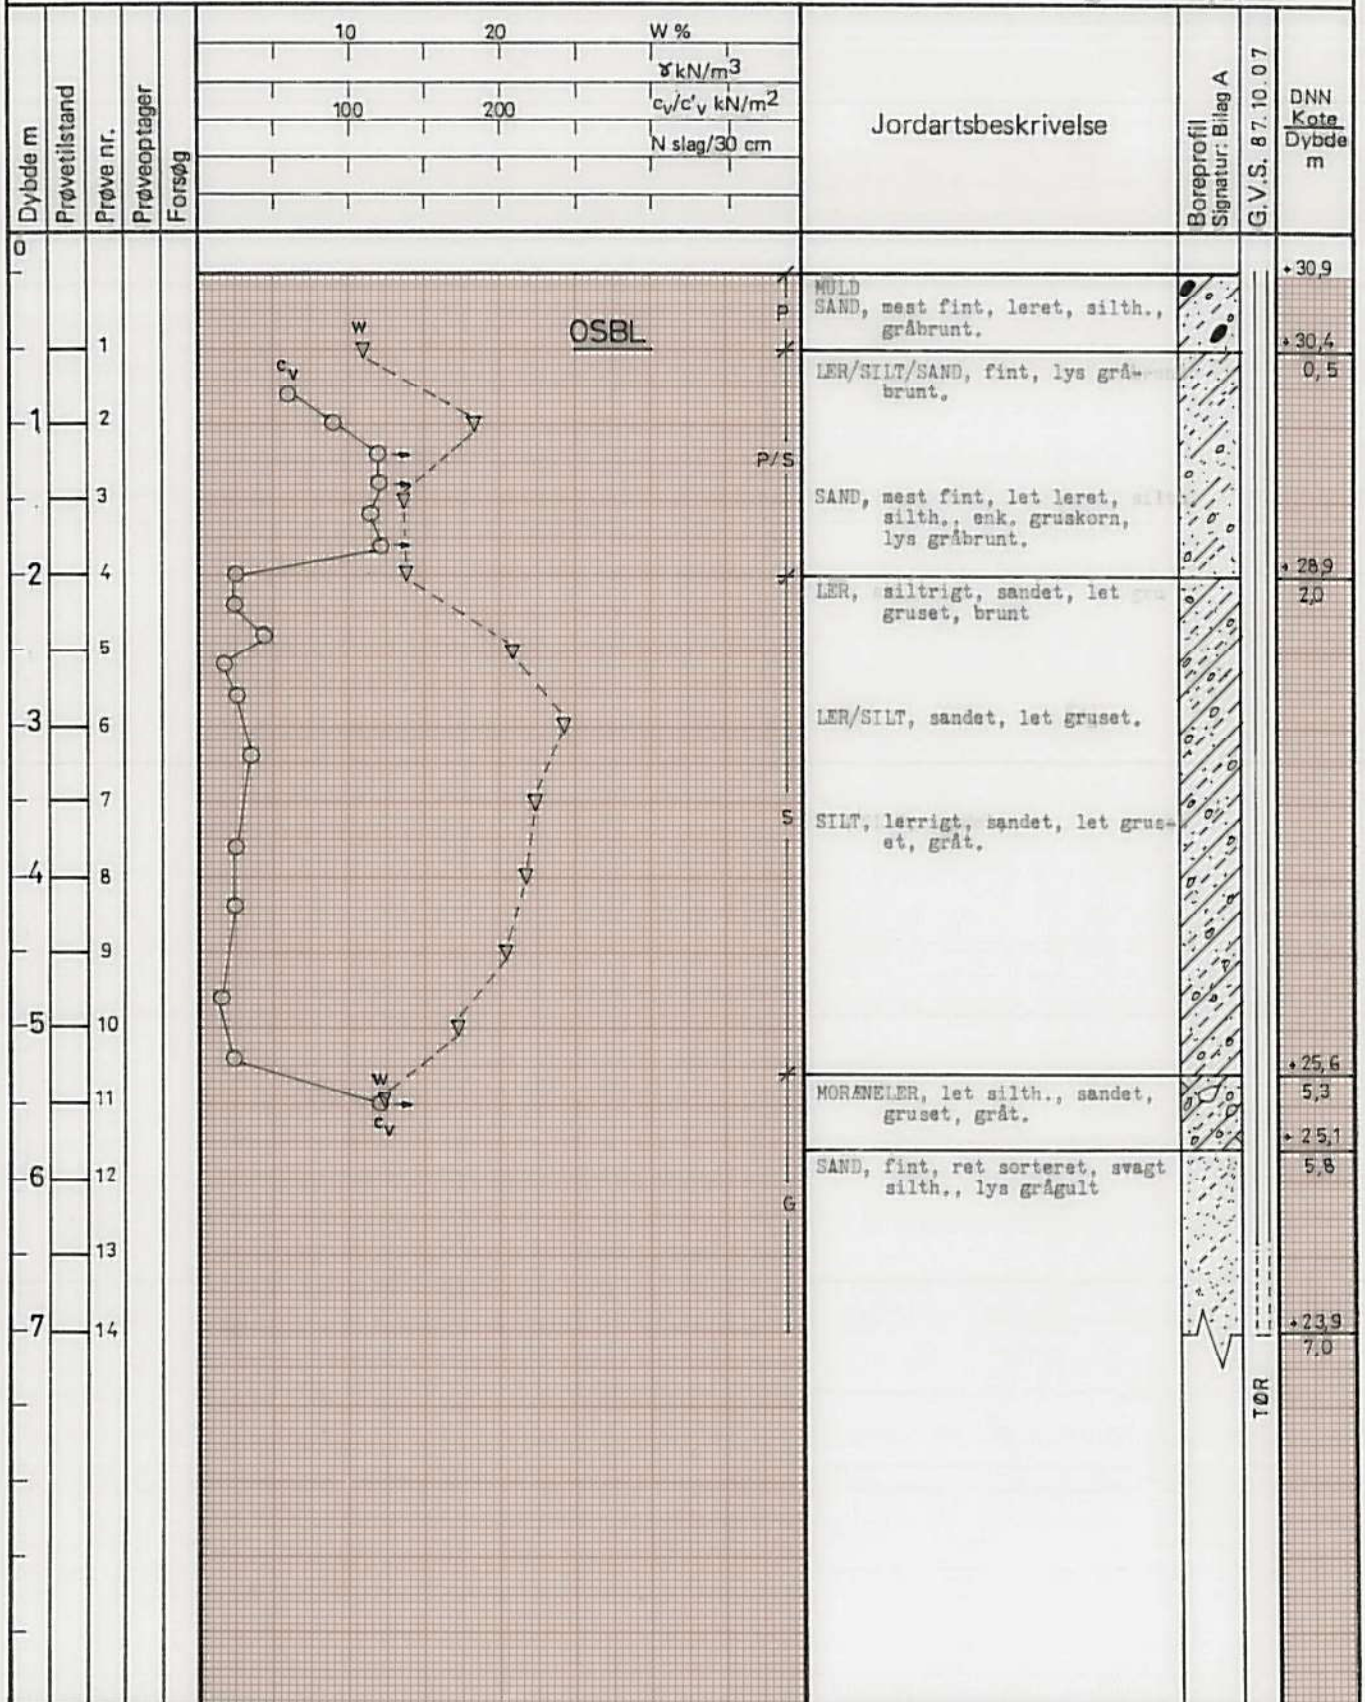 10 20 W %
γ kN/m³
100 200 cv/c'v kN/m²
N slag/30 cm
Dybde m
Prøvetilstand
Prøve nr.
Prøveoptager
Forsøg
Jordartsbeskrivelse
Boreprofil
Signatur: Bilag A
G.V.S. 87.10.07
DNN
Kote
Dybde
m
0
+30,9
MULD
SAND, mest fint, leret, silth.,
gråbrunt.
P
OSBL
w
1
+30,4
0,5
cv
LER/SILT/SAND, fint, lys grå-
brunt.
1
2
P/S
3
SAND, mest fint, let leret,
silth., enk. gruskorn,
lys gråbrunt.
2
4
+28,9
2,0
LER, siltrigt, sandet, let
gruset, brunt
5
3
6
LER/SILT, sandet, let gruset.
7
S
SILT, lerrigt, sandet, let grus-
et, gråt.
4
8
9
5
10
+25,6
5,3
w
11
cv
MORÆNELER, let silth., sandet,
gruset, gråt.
+25,1
5,8
SAND, fint, ret sorteret, svagt
silth., lys grågult
6
12
G
13
7
14
+23,9
7,0
TØR